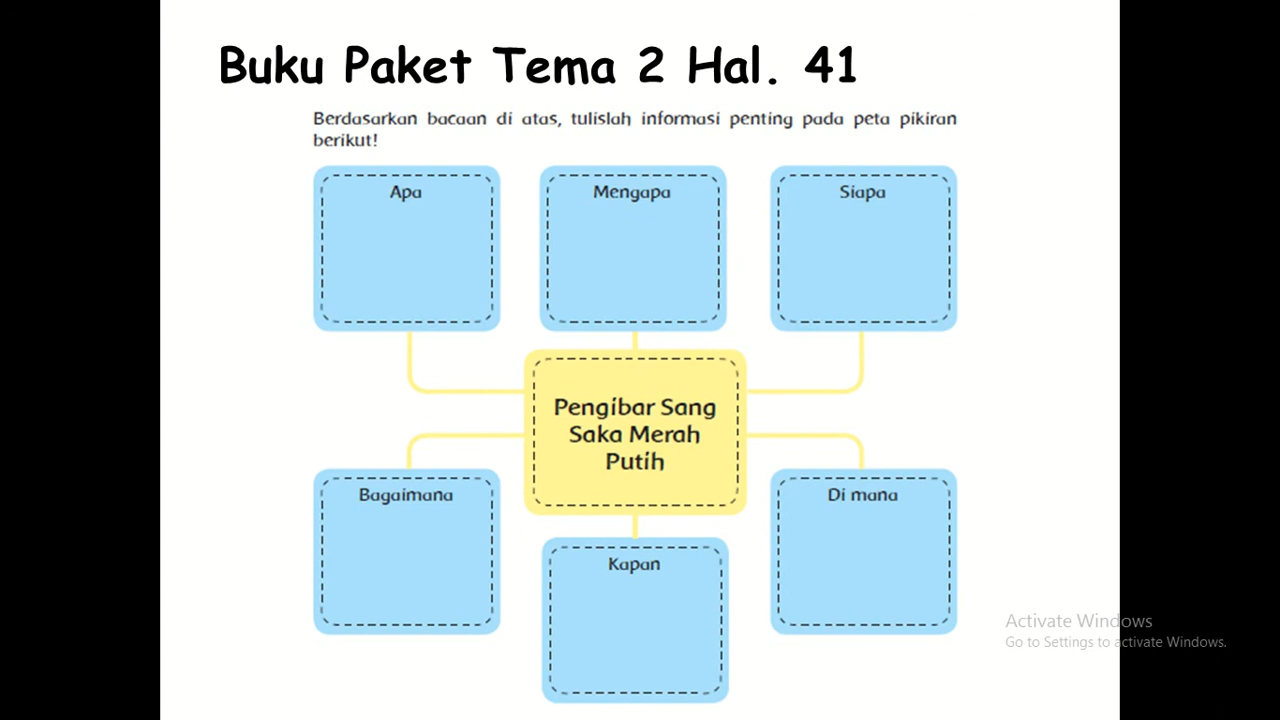 Buku Paket Tema 2 Hal. 41
Berdasarkan bacaan di atas, tulislah informasi penting pada peta pikiran
berikut!
Apa
Mengapa
Siapa
Pengibar Sang
Saka Merah
Putih
Bagaimana
Di mana
Kapan
Activate Windows
Go to Settings to activate Windows.